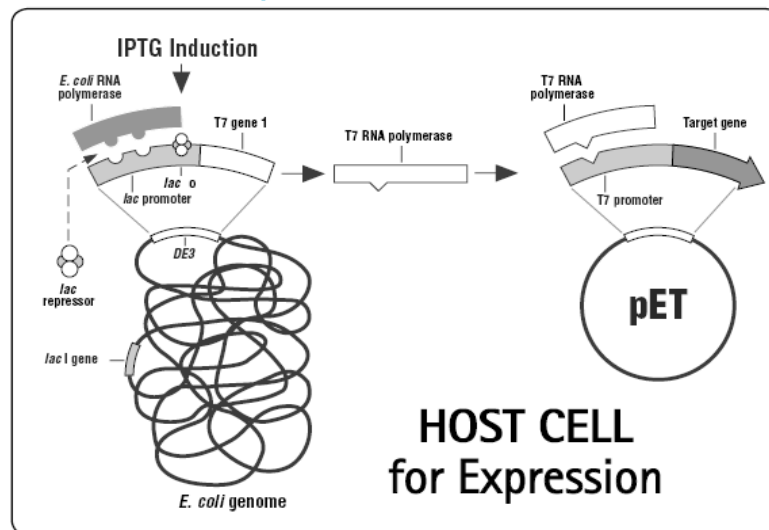 IPTG Induction
E. coli RNA
polymerase
T7 gene 1
lac o
lac promoter
lac
repressor
DE3
lac I gene
E. coli genome
T7 RNA polymerase
T7 RNA
polymerase
Target gene
T7 promoter
pET
HOST CELL
for Expression